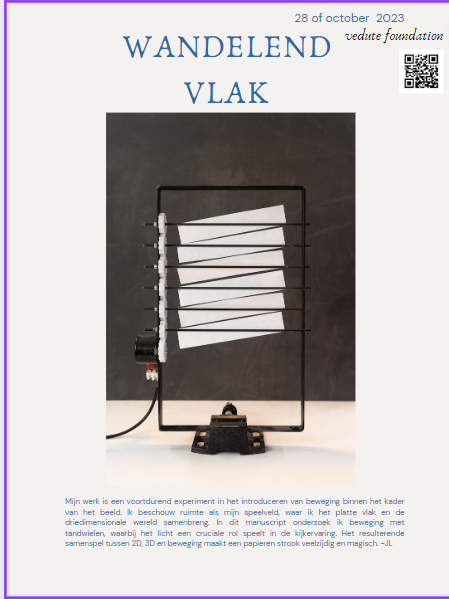 28 of october 2023
vedute foundation
WANDELEND
VLAK
Mijn werk is een voortdurend experiment in het introduceren van beweging binnen het kader
van het beeld. Ik beschouw ruimte als mijn speelveld, waar ik het platte vlak en de
driedimensionale wereld samenbreng. In dit manuscript onderzoek ik beweging met
tandwielen, waarbij het licht een cruciale rol speelt in de kijkervaring. Het resulterende
samenspel tussen 2D, 3D en beweging maakt een papieren strook veelzijdig en magisch. -JL